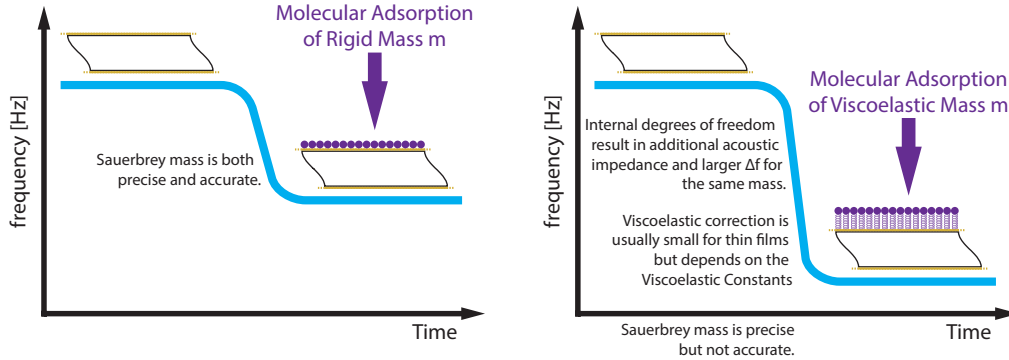 Molecular Adsorption
of Rigid Mass m
frequency [Hz]
Sauerbrey mass is both
precise and accurate.
Time
Molecular Adsorption
of Viscoelastic Mass m
frequency [Hz]
Internal degrees of freedom
result in additional acoustic
impedance and larger Δf for
the same mass.
Viscoelastic correction is
usually small for thin films
but depends on the
Viscoelastic Constants
Time
Sauerbrey mass is precise
but not accurate.